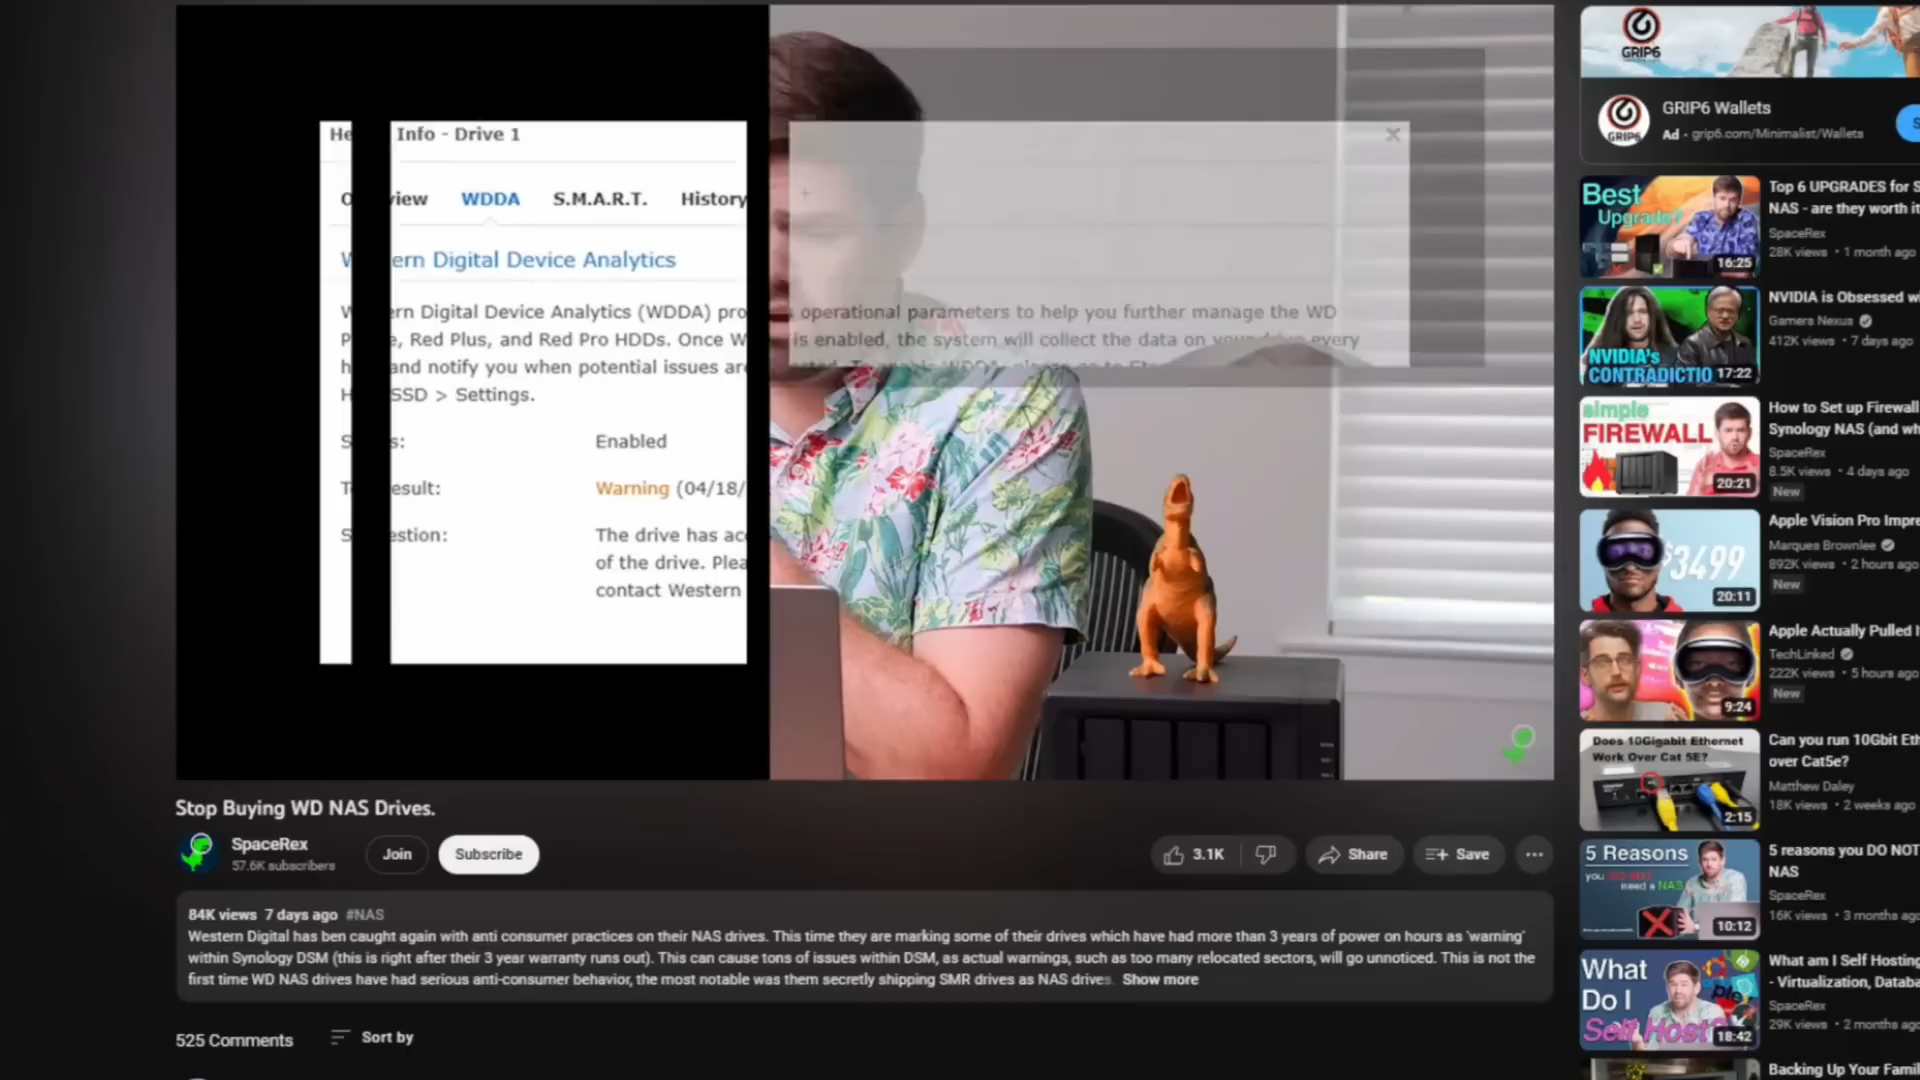 He Info - Drive 1
O view WDDA S.M.A.R.T. History
W ern Digital Device Analytics
W ern Digital Device Analytics (WDDA) pro operational parameters to help you further manage the WD
P e, Red Plus, and Red Pro HDDs. Once W is enabled, the system will collect the data on your drive every
h and notify you when potential issues are
H SSD > Settings.
S s: Enabled
Te esult: Warning (04/18/
S estion: The drive has acc
of the drive. Plea
contact Western
Stop Buying WD NAS Drives.
SpaceRex
57.6K subscribers
Join
Subscribe
3.1K
Share
Save
84K views 7 days ago #NAS
Western Digital has ben caught again with anti consumer practices on their NAS drives. This time they are marking some of their drives which have had more than 3 years of power on hours as 'warning'
within Synology DSM (this is right after their 3 year warranty runs out). This can cause tons of issues within DSM, as actual warnings, such as too many relocated sectors, will go unnoticed. This is not the
first time WD NAS drives have had serious anti-consumer behavior, the most notable was them secretly shipping SMR drives as NAS drives. Show more
525 Comments
Sort by
GRIP6
GRIP6
GRIP6 Wallets
Ad - grip6.com/Minimalist/Wallets
S
Best
Upgrade?
16:25
Top 6 UPGRADES for S
NAS - are they worth it
SpaceRex
28K views • 1 month ago
NVIDIA's
CONTRADICTIO
17:22
NVIDIA is Obsessed wi
Gamers Nexus
412K views • 7 days ago
simple
FIREWALL
20:21
How to Set up Firewall
Synology NAS (and wh
SpaceRex
8.5K views • 4 days ago
New
$3499
20:11
Apple Vision Pro Impre
Marques Brownlee
892K views • 2 hours ago
New
9:24
Apple Actually Pulled I
TechLinked
222K views • 5 hours ago
New
Does 10Gigabit Ethernet
Work Over Cat 5E?
2:15
Can you run 10Gbit Eth
over Cat5e?
Matthew Daley
18K views • 2 weeks ago
5 Reasons
you DO NOT
need a NAS
10:12
5 reasons you DO NOT
NAS
SpaceRex
16K views • 3 months ago
What
Do I
Self Host?
18:42
What am I Self Hosting
- Virtualization, Databa
SpaceRex
29K views • 2 months ago
Backing Up Your Famil